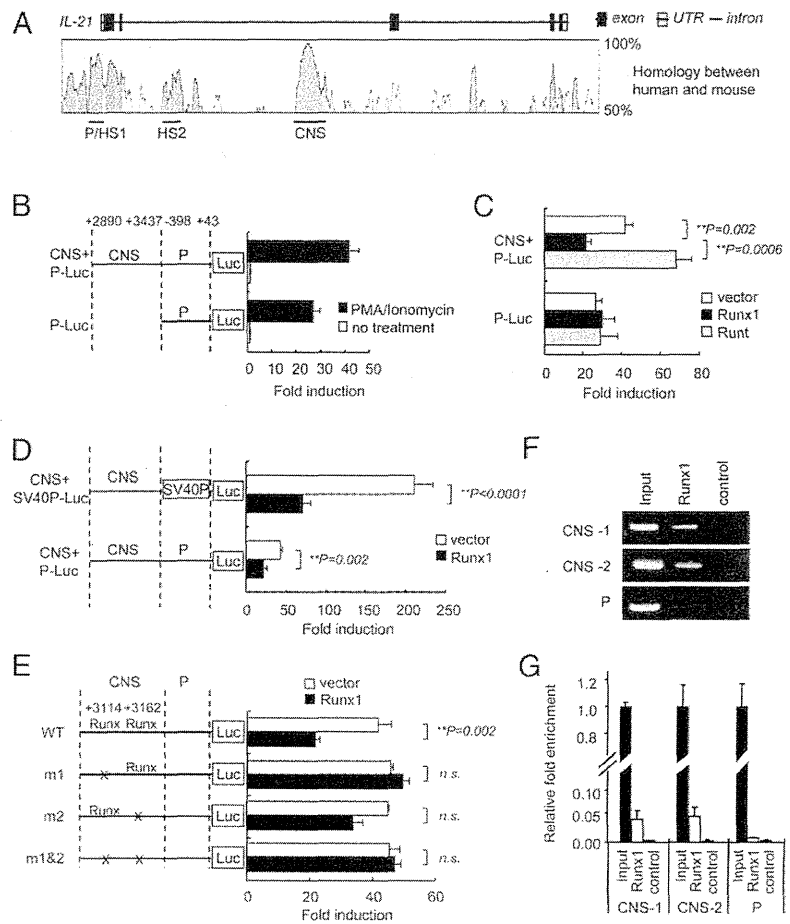 A
IL-21
exon UTR intron
100%
Homology between
human and mouse
50%
P/HS1 HS2 CNS
B
+2890 +3437 -398 +43
CNS+
P-Luc
CNS P Luc
P-Luc
P Luc
PMA/Ionomycin
no treatment
0 10 20 30 40 50
Fold induction
C
CNS+
P-Luc
**P=0.002
**P=0.0006
P-Luc
vector
Runx1
Runt
0 20 40 60 80
Fold induction
D
CNS+
SV40P-Luc
CNS SV40P Luc
**P<0.0001
CNS+
P-Luc
CNS P Luc
**P=0.002
vector
Runx1
0 50 100 150 200 250
Fold induction
E
CNS P
vector
Runx1
+3114 +3162
WT Runx Runx Luc **P=0.002
m1 X Runx Luc n.s.
m2 Runx X Luc n.s.
m1&2 X X Luc n.s.
0 20 40 60
Fold induction
F
Input Runx1 control
CNS -1
CNS -2
P
G
Relative fold enrichment
1.2
1.0
0.8
0.10
0.05
0.00
Input Runx1 control Input Runx1 control Input Runx1 control
CNS-1 CNS-2 P